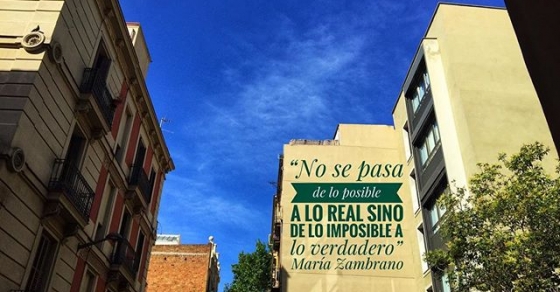 “No se pasa
de lo posible
A LO REAL SINO
DE LO IMPOSIBLE A
lo verdadero”
María Zambrano